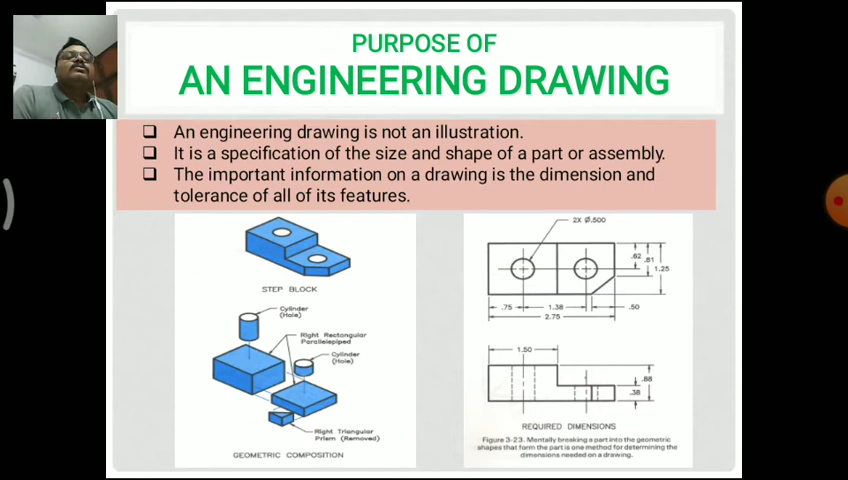 PURPOSE OF
AN ENGINEERING DRAWING
An engineering drawing is not an illustration.
It is a specification of the size and shape of a part or assembly.
The important information on a drawing is the dimension and
tolerance of all of its features.
STEP BLOCK
Cylinder
(Hole)
Right Rectangular
Parallelepiped
Cylinder
(Hole)
Right Triangular
Prism (Removed)
GEOMETRIC COMPOSITION
2X Ø.500
.62
.81
1.25
.75
1.38
.50
2.75
1.50
.88
.38
REQUIRED DIMENSIONS
Figure 3-23. Mentally breaking a part into the geometric
shapes that form the part is one method for determining the
dimensions needed on a drawing.